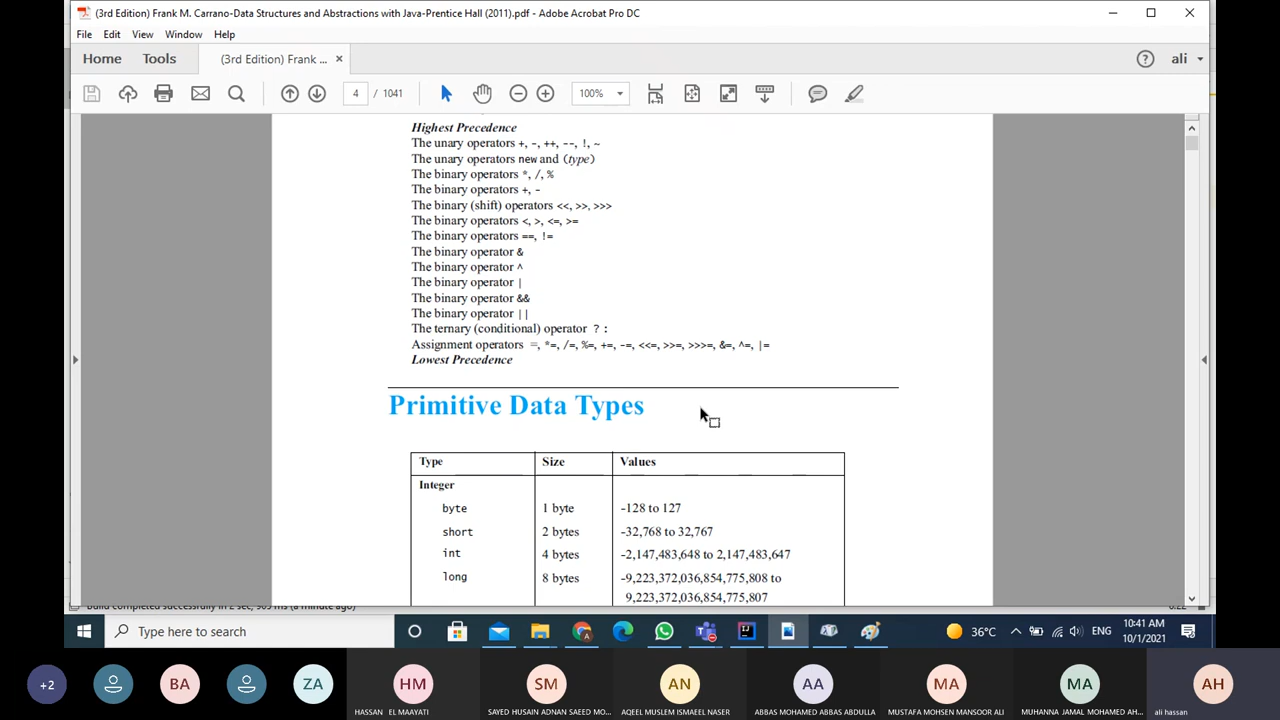 (3rd Edition) Frank M. Carrano-Data Structures and Abstractions with Java-Prentice Hall (2011).pdf - Adobe Acrobat Pro DC
File Edit View Window Help
Home Tools (3rd Edition) Frank ... × ali
4 / 1041 100%
Highest Precedence
The unary operators +, -, ++, --, !, ~
The unary operators new and (type)
The binary operators *, /, %
The binary operators +, -
The binary (shift) operators <<, >>, >>>
The binary operators <, >, <=, >=
The binary operators ==, !=
The binary operator &
The binary operator ^
The binary operator |
The binary operator &&
The binary operator ||
The ternary (conditional) operator ? :
Assignment operators =, *=, /=, %=, +=, -=, <<=, >>=, >>>=, &=, ^=, |=
Lowest Precedence
Primitive Data Types
Type Size Values
Integer
byte 1 byte -128 to 127
short 2 bytes -32,768 to 32,767
int 4 bytes -2,147,483,648 to 2,147,483,647
long 8 bytes -9,223,372,036,854,775,808 to
9,223,372,036,854,775,807
Type here to search 36°C ENG 10:41 AM
10/1/2021
+2 BA ZA HM SM AN AA MA MA AH
HASSAN EL MAAYATI SAYED HUSAIN ADNAN SAEED MO... AQEEL MUSLEM ISMAEEL NASER ABBAS MOHAMED ABBAS ABDULLA MUSTAFA MOHSEN MANSOOR ALI MUHANNA JAMAL MOHAMED AH... ali hassan